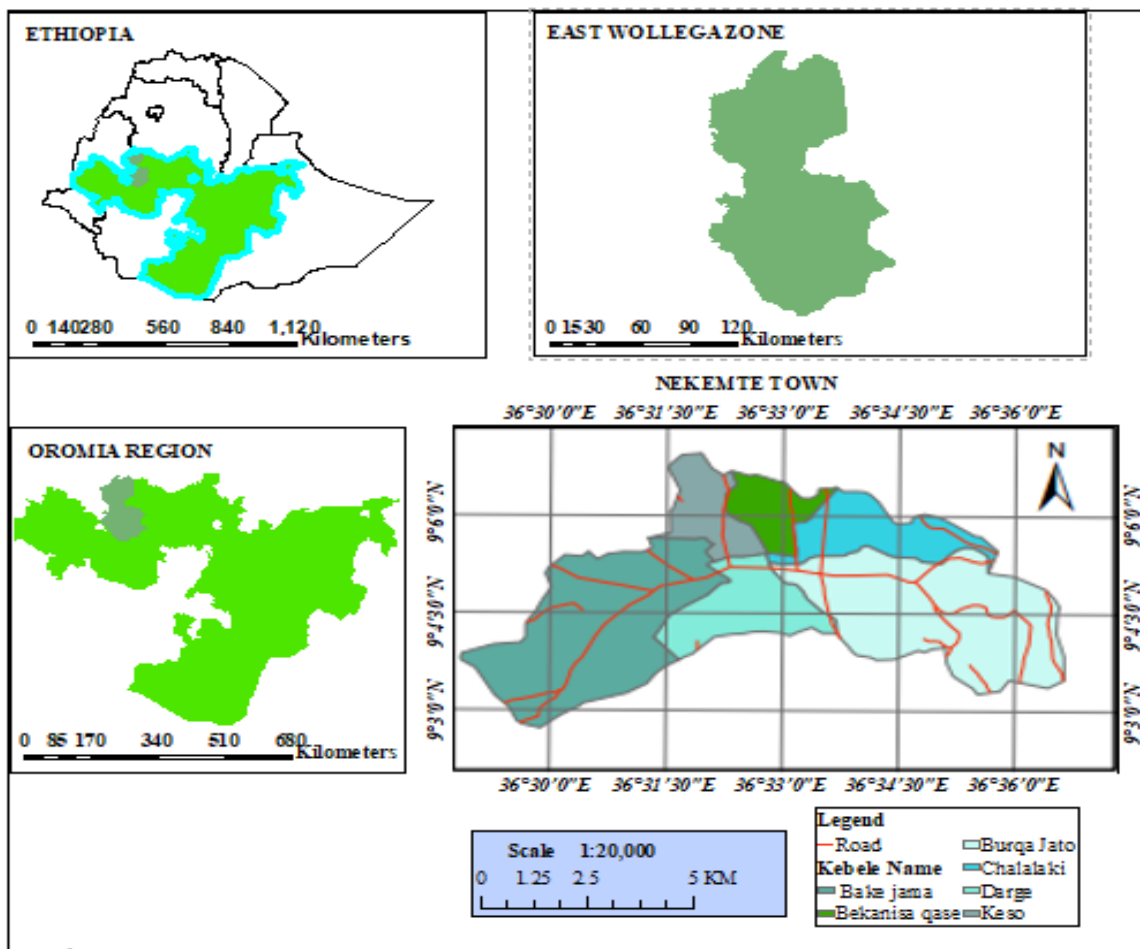 ETHIOPIA
0 140280 560 840 1,120
Kilometers
EAST WOLLEGAZONE
0 1530 60 90 120
Kilometers
OROMIA REGION
0 85 170 340 510 680
Kilometers
NEKEMTE TOWN
36°30'0"E 36°31'30"E 36°33'0"E 36°34'30"E 36°36'0"E
N
9°6'0"N 9°6'0"N
9°4'30"N 9°4'30"N
9°3'0"N 9°3'0"N
36°30'0"E 36°31'30"E 36°33'0"E 36°34'30"E 36°36'0"E
Scale 1:20,000
0 1.25 2.5 5 KM
Legend
Road
Kebele Name
Bake jama
Bekanisa qase
Burqa Jato
Chalalaki
Darge
Keso